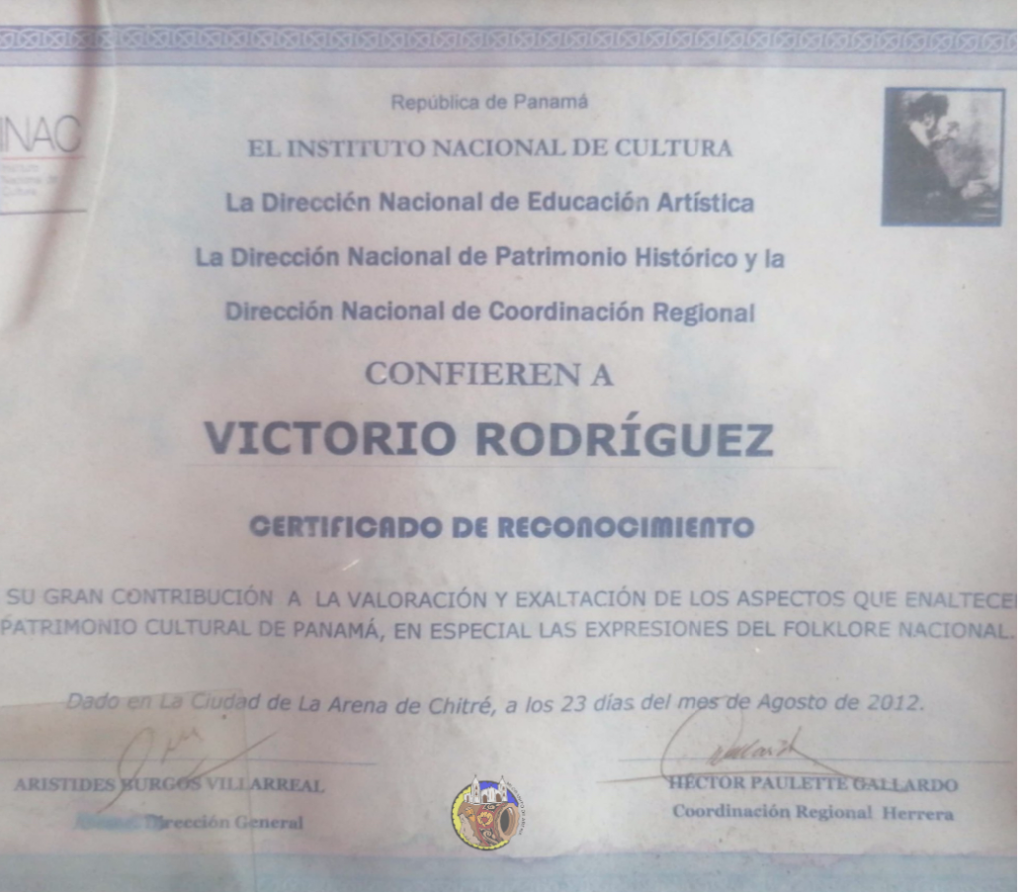 República de Panamá
INAC
EL INSTITUTO NACIONAL DE CULTURA
La Dirección Nacional de Educación Artística
La Dirección Nacional de Patrimonio Histórico y la
Dirección Nacional de Coordinación Regional
CONFIEREN A
VICTORIO RODRÍGUEZ
CERTIFICADO DE RECONOCIMIENTO
SU GRAN CONTRIBUCIÓN A LA VALORACIÓN Y EXALTACIÓN DE LOS ASPECTOS QUE ENALTECE
PATRIMONIO CULTURAL DE PANAMÁ, EN ESPECIAL LAS EXPRESIONES DEL FOLKLORE NACIONAL.
Dado en La Ciudad de La Arena de Chitré, a los 23 días del mes de Agosto de 2012.
ARISTIDES BURGOS VILLARREAL
Dirección General
HÉCTOR PAULETTE GALLARDO
Coordinación Regional Herrera